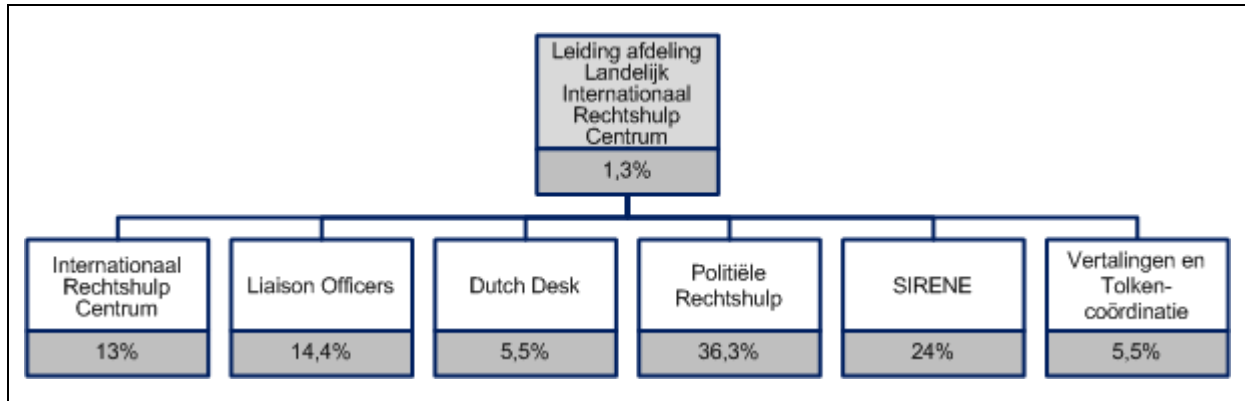 Leiding afdeling
Landelijk
Internationaal
Rechtshulp
Centrum
1,3%
Internationaal
Rechtshulp
Centrum
13%
Liaison Officers
14,4%
Dutch Desk
5,5%
Politiële
Rechtshulp
36,3%
SIRENE
24%
Vertalingen en
Tolken-
coördinatie
5,5%